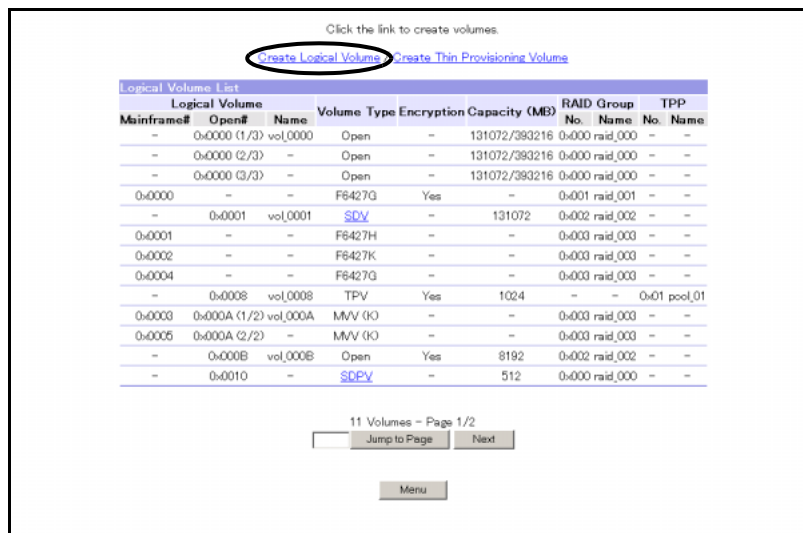 Click the link to create volumes.
Create Logical Volume / Create Thin Provisioning Volume
Logical Volume List
Logical Volume Volume Type Encryption Capacity (MB) RAID Group TPP
Mainframe# Open# Name No. Name No. Name
- 0x0000 (1/3) vol_0000 Open - 131072/393216 0x000 raid_000 - -
- 0x0000 (2/3) - Open - 131072/393216 0x000 raid_000 - -
- 0x0000 (3/3) - Open - 131072/393216 0x000 raid_000 - -
0x0000 - - F6427G Yes - 0x001 raid_001 - -
- 0x0001 vol_0001 SDV - 131072 0x002 raid_002 - -
0x0001 - - F6427H - - 0x003 raid_003 - -
0x0002 - - F6427K - - 0x003 raid_003 - -
0x0004 - - F6427G - - 0x003 raid_003 - -
- 0x0008 vol_0008 TPV Yes 1024 - - 0x01 pool_01
0x0003 0x000A (1/2) vol_000A MVV (K) - - 0x003 raid_003 - -
0x0005 0x000A (2/2) - MVV (K) - - 0x003 raid_003 - -
- 0x000B vol_000B Open Yes 8192 0x002 raid_002 - -
- 0x0010 - SDPV - 512 0x000 raid_000 - -
11 Volumes - Page 1/2
Jump to Page Next
Menu